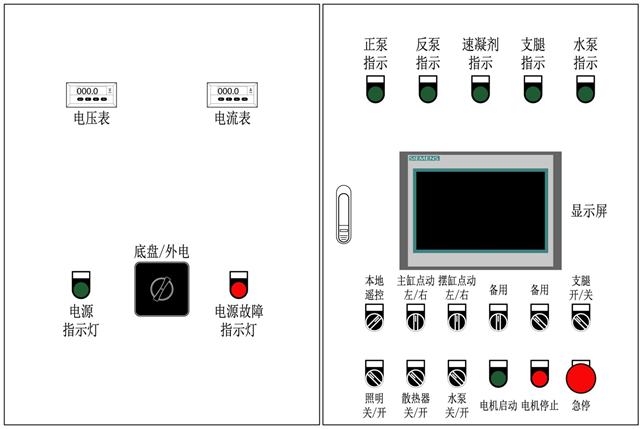 000.0
V
电压表
000.0
A
电流表
底盘/外电
电源
指示灯
电源故障
指示灯
正泵
指示
反泵
指示
速凝剂
指示
支腿
指示
水泵
指示
SIEMENS
显示屏
本地
遥控
主缸点动
左/右
摆缸点动
左/右
备用
备用
支腿
开/关
照明
关/开
散热器
关/开
水泵
关/开
电机启动
电机停止
急停